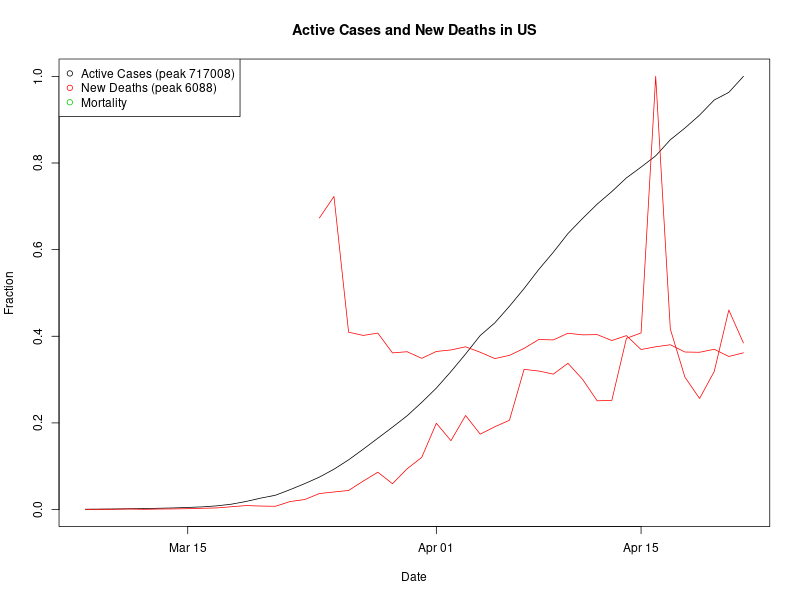 Active Cases and New Deaths in US
Active Cases (peak 717008)
New Deaths (peak 6088)
Mortality
1.0
0.8
0.6
0.4
0.2
0.0
Fraction
Mar 15
Apr 01
Apr 15
Date